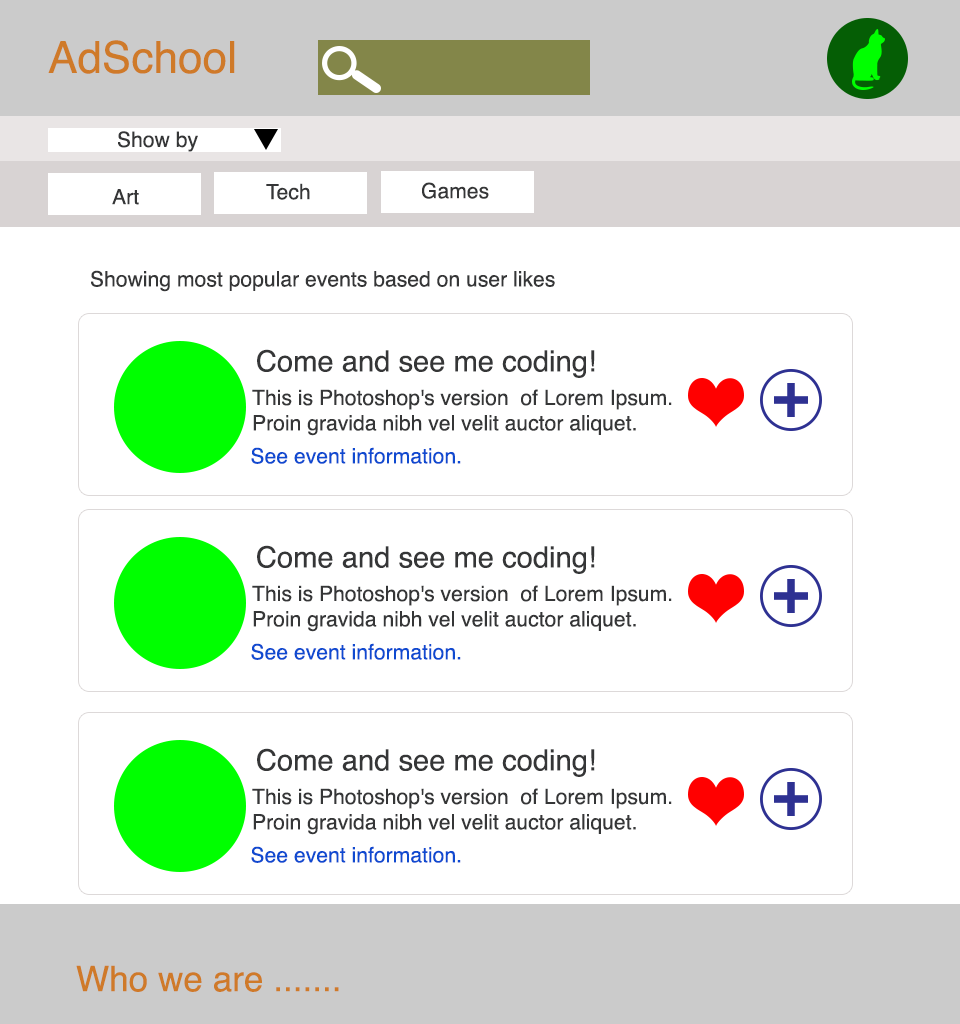 AdSchool
Show by
Art
Tech
Games
Showing most popular events based on user likes
Come and see me coding!
This is Photoshop's version  of Lorem Ipsum.
Proin gravida nibh vel velit auctor aliquet.
See event information.
Come and see me coding!
This is Photoshop's version  of Lorem Ipsum.
Proin gravida nibh vel velit auctor aliquet.
See event information.
Come and see me coding!
This is Photoshop's version  of Lorem Ipsum.
Proin gravida nibh vel velit auctor aliquet.
See event information.
Who we are .......